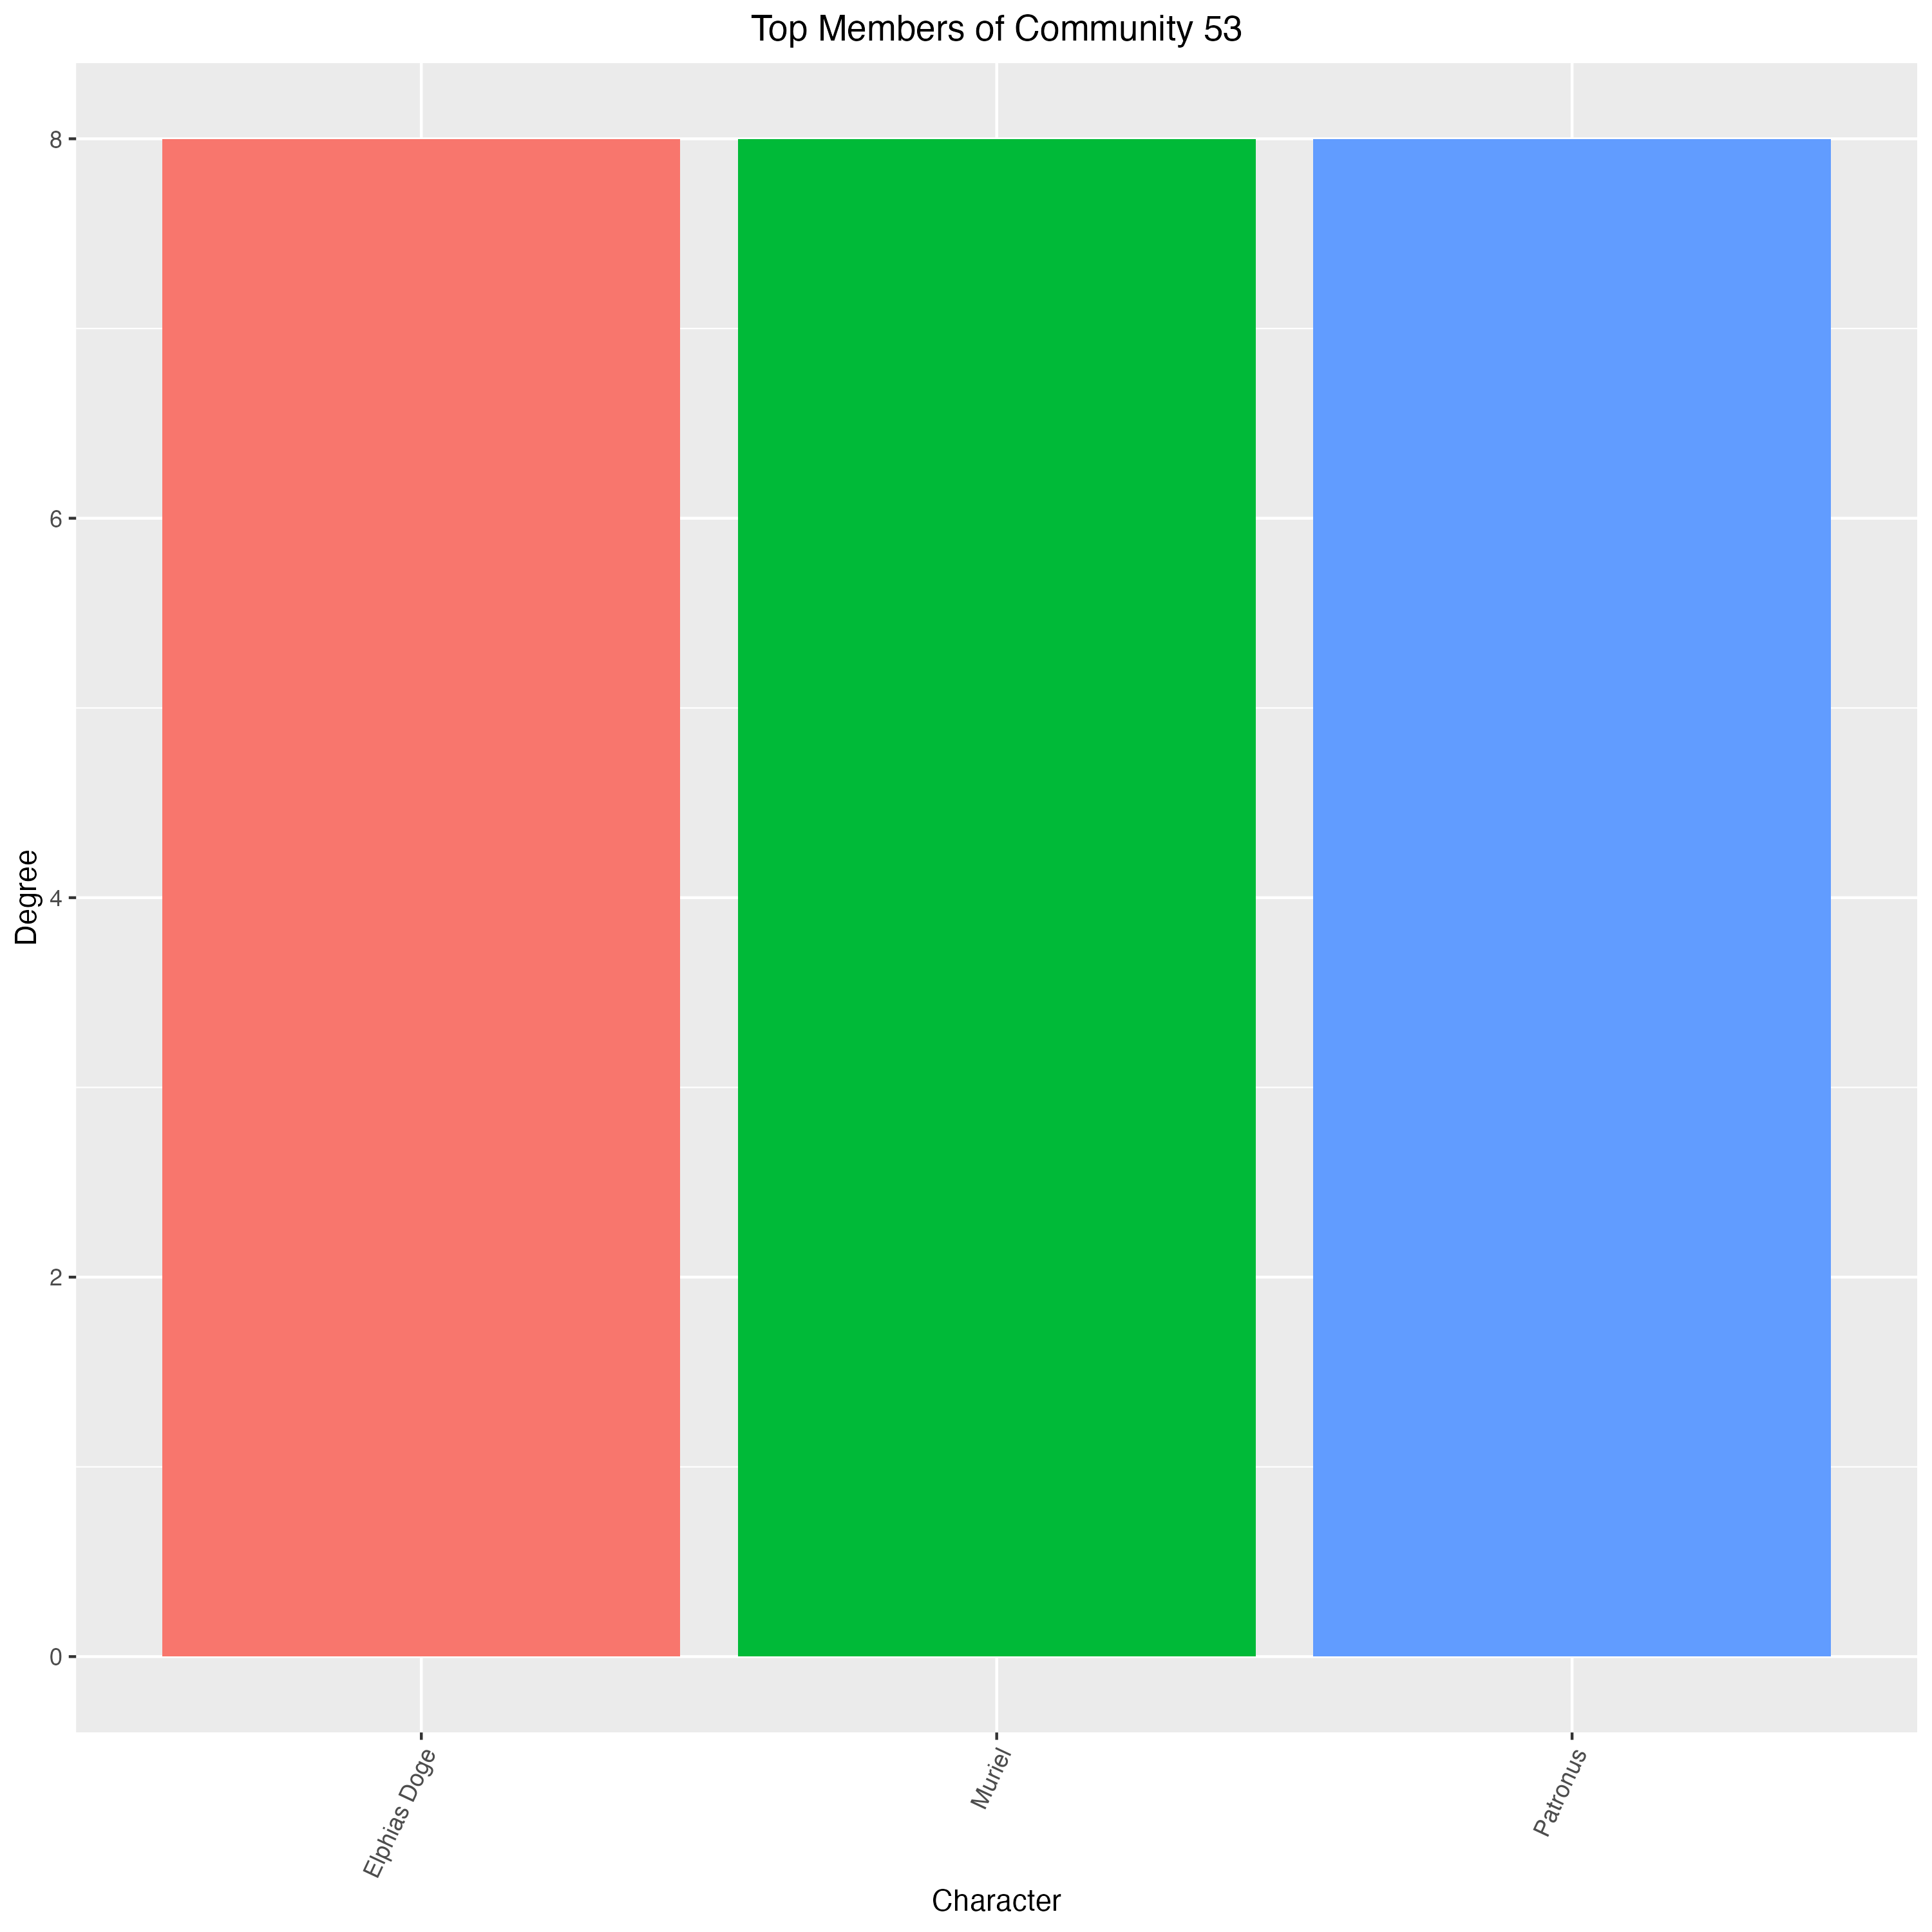 Top Members of Community 53
Degree
8
6
4
2
0
Elphias Doge
Muriel
Patronus
Character